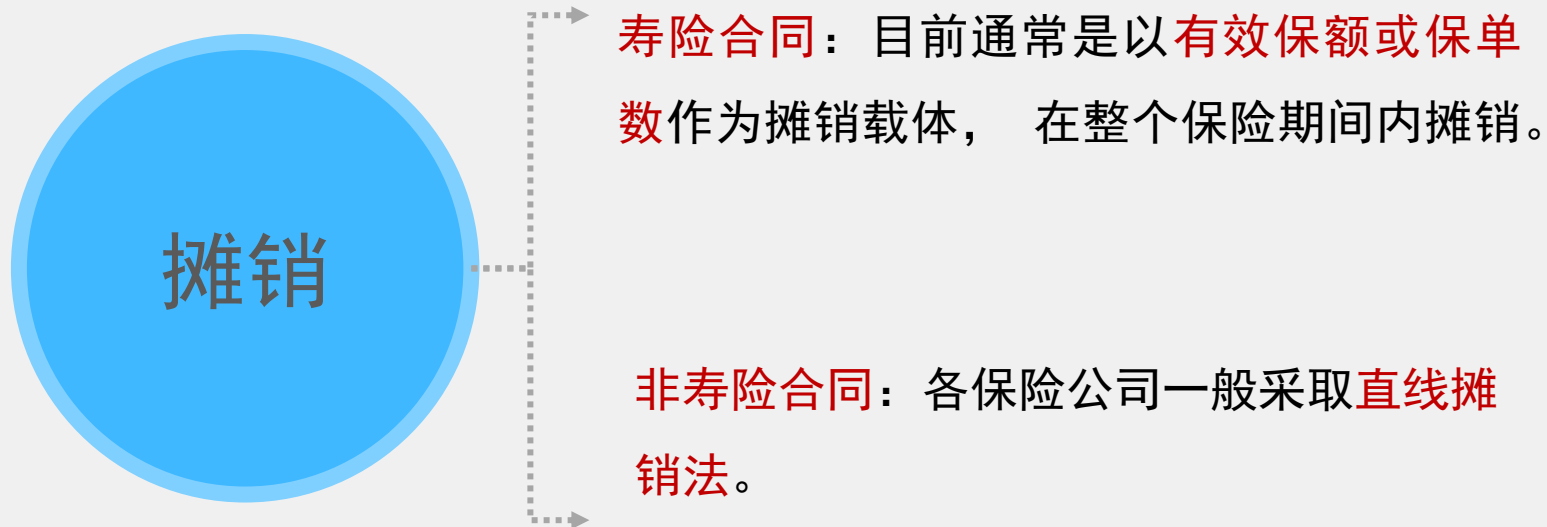 摊销
寿险合同：目前通常是以有效保额或保单
数作为摊销载体， 在整个保险期间内摊销。
非寿险合同：各保险公司一般采取直线摊
销法。